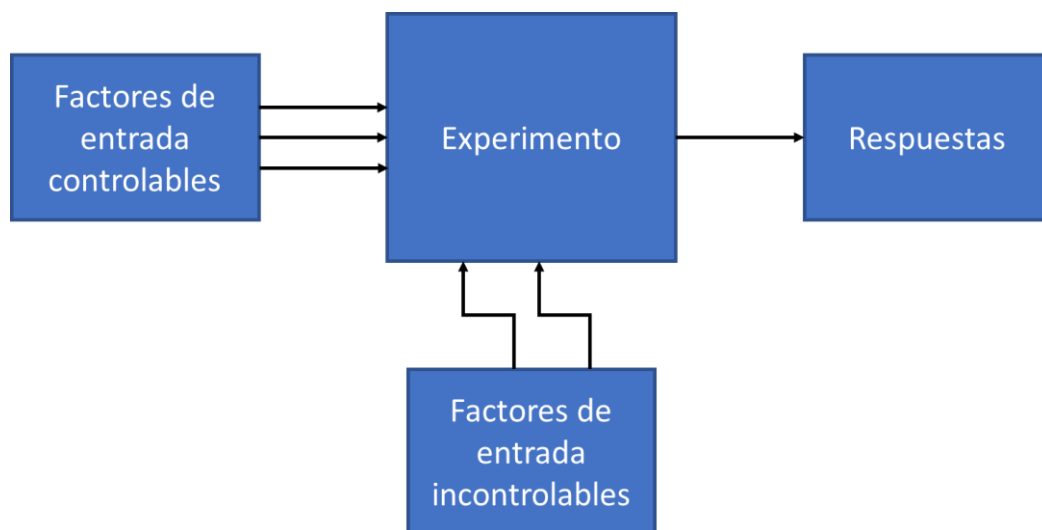 Factores de
entrada
controlables
Experimento
Respuestas
Factores de
entrada
incontrolables